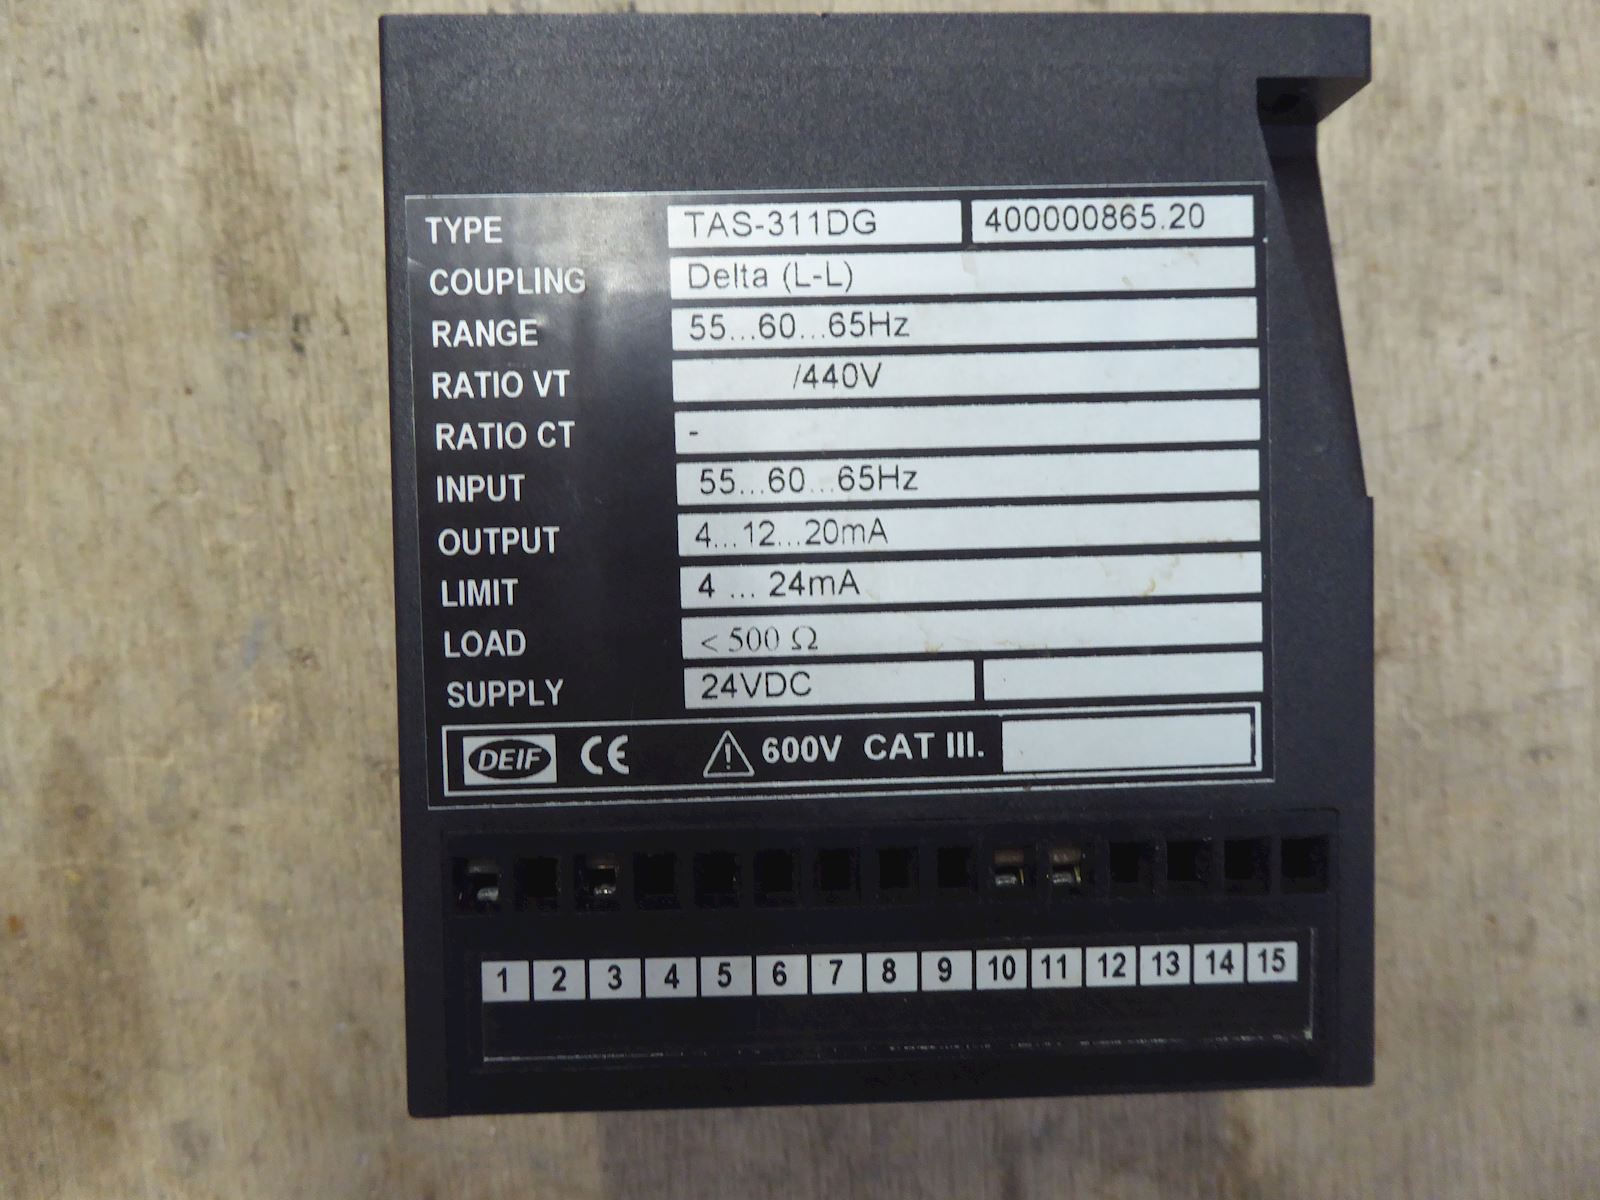 TYPE TAS-311DG 400000865.20
COUPLING Delta (L-L)
RANGE 55...60...65Hz
RATIO VT /440V
RATIO CT -
INPUT 55...60...65Hz
OUTPUT 4...12...20mA
LIMIT 4 ... 24mA
LOAD < 500 Ω
SUPPLY 24VDC
DEIF CE 600V CAT III.
1 2 3 4 5 6 7 8 9 10 11 12 13 14 15